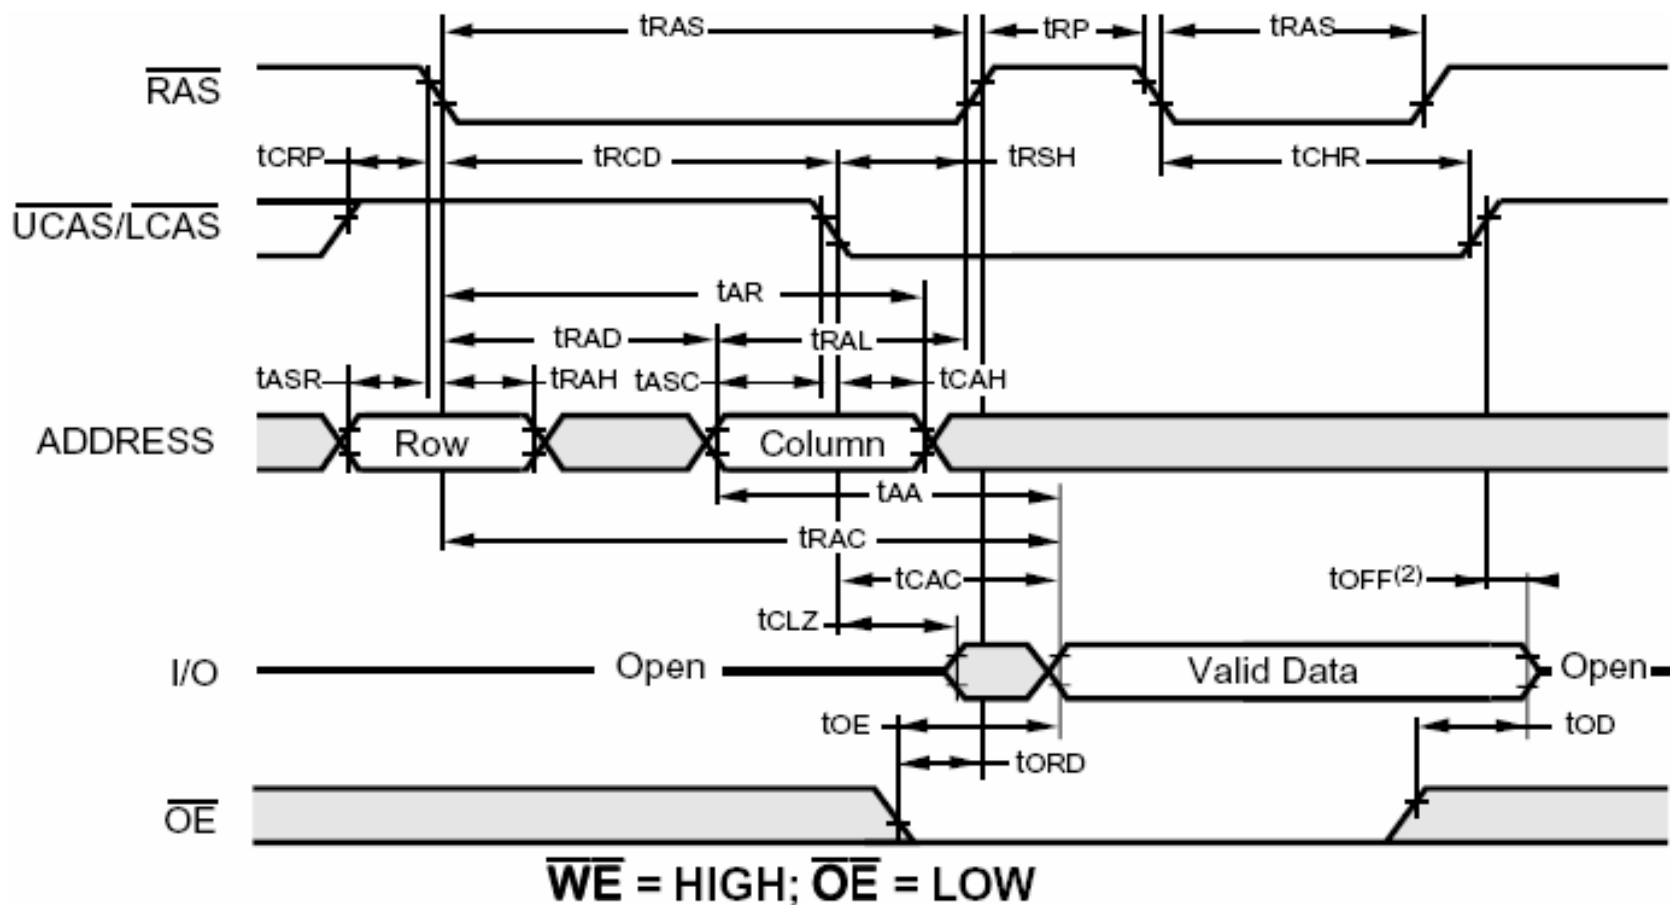 tRAS tRP tRAS
RAS
tCRP tRCD tRSH tCHR
UCAS/LCAS
tAR
tRAD tRAL
tASR tRAH tASC tCAH
ADDRESS Row Column
tAA
tRAC
tCAC tOFF(2)
tCLZ
I/O Open Valid Data Open
tOE tOD
tORD
OE
WE = HIGH; OE = LOW